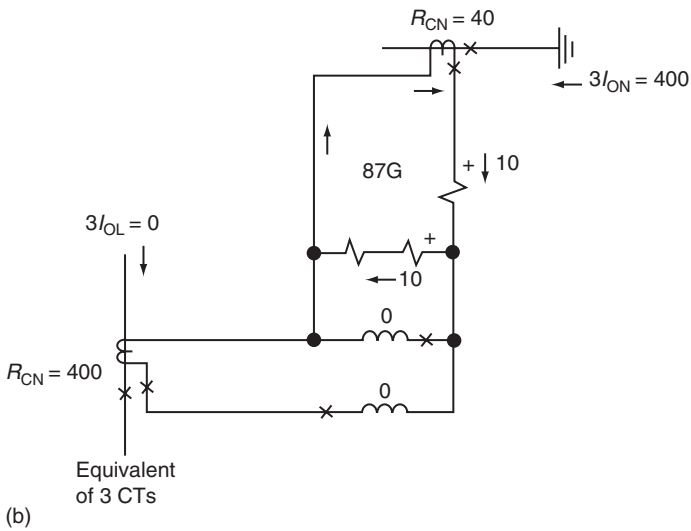 R_CN = 40
3I_ON = 400
87G
+ 10
3I_OL = 0
+
10
0
R_CN = 400
0
Equivalent
of 3 CTs
(b)